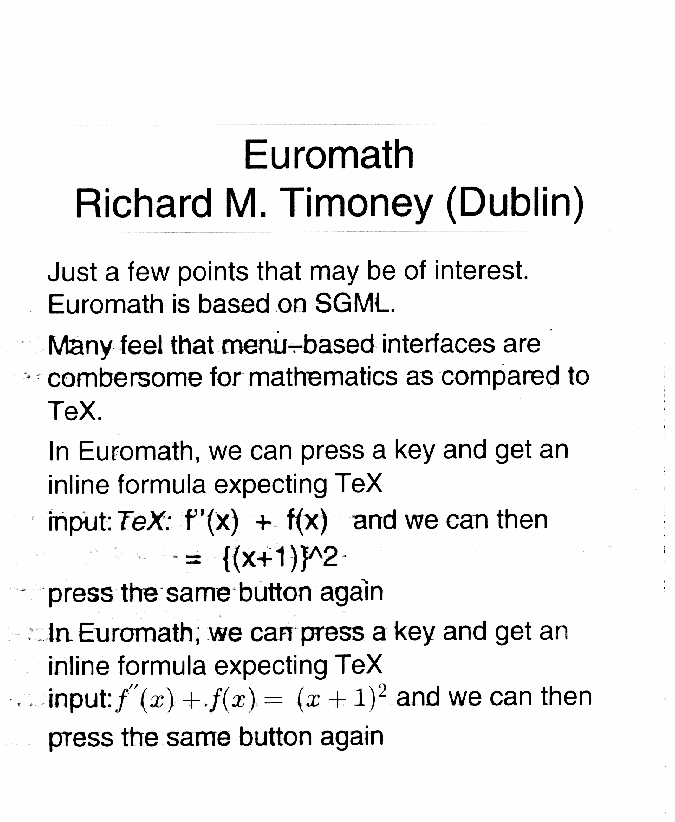 Euromath
Richard M. Timoney (Dublin)
Just a few points that may be of interest.
Euromath is based on SGML.
Many feel that menu-based interfaces are
combersome for mathematics as compared to
TeX.
In Euromath, we can press a key and get an
inline formula expecting TeX
input: TeX: f''(x) + f(x) and we can then
= {(x+1)}^2
press the same button again
In Euromath, we can press a key and get an
inline formula expecting TeX
input: f''(x) + f(x) = (x + 1)² and we can then
press the same button again